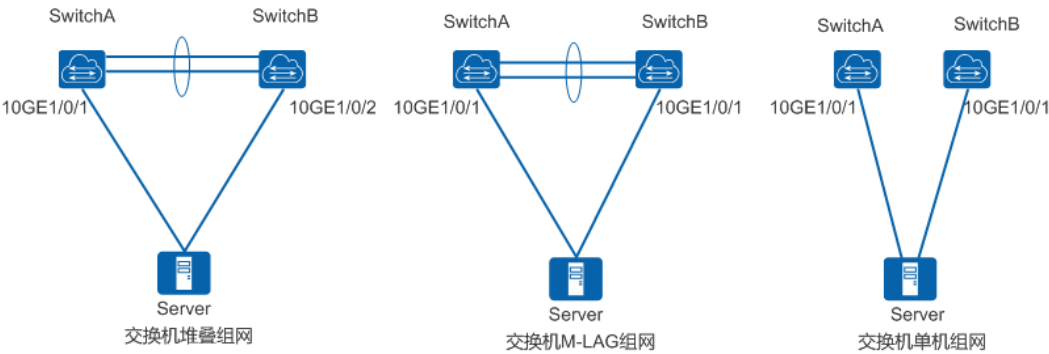 SwitchA
SwitchB
10GE1/0/1
10GE1/0/2
Server
交换机堆叠组网
SwitchA
SwitchB
10GE1/0/1
10GE1/0/1
Server
交换机M-LAG组网
SwitchA
SwitchB
10GE1/0/1
10GE1/0/1
Server
交换机单机组网